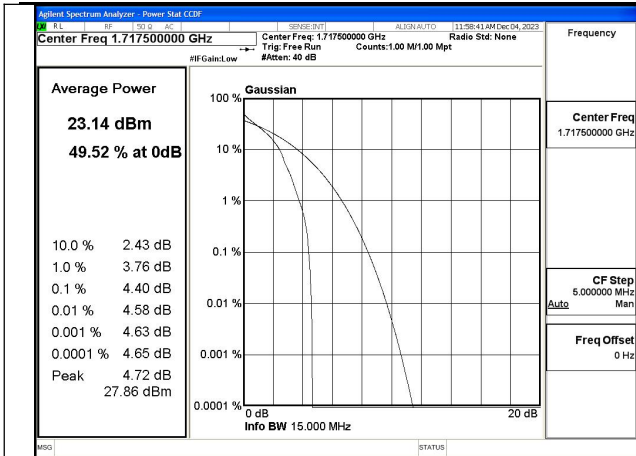 Agilent Spectrum Analyzer - Power Stat CCDF
RL RF 50 Ω AC SENSE:INT ALIGN AUTO 11:58:41 AM Dec 04, 2023
Center Freq 1.717500000 GHz
Center Freq: 1.717500000 GHz Radio Std: None
Trig: Free Run Counts:1.00 M/1.00 Mpt
#IFGain:Low #Atten: 40 dB
Frequency
Average Power
23.14 dBm
49.52 % at 0dB
10.0 % 2.43 dB
1.0 % 3.76 dB
0.1 % 4.40 dB
0.01 % 4.58 dB
0.001 % 4.63 dB
0.0001 % 4.65 dB
Peak 4.72 dB
27.86 dBm
Gaussian
100 %
10 %
1 %
0.1 %
0.01 %
0.001 %
0.0001 %
0 dB 20 dB
Info BW 15.000 MHz
Center Freq
1.717500000 GHz
CF Step
5.000000 MHz
Auto Man
Freq Offset
0 Hz
MSG STATUS